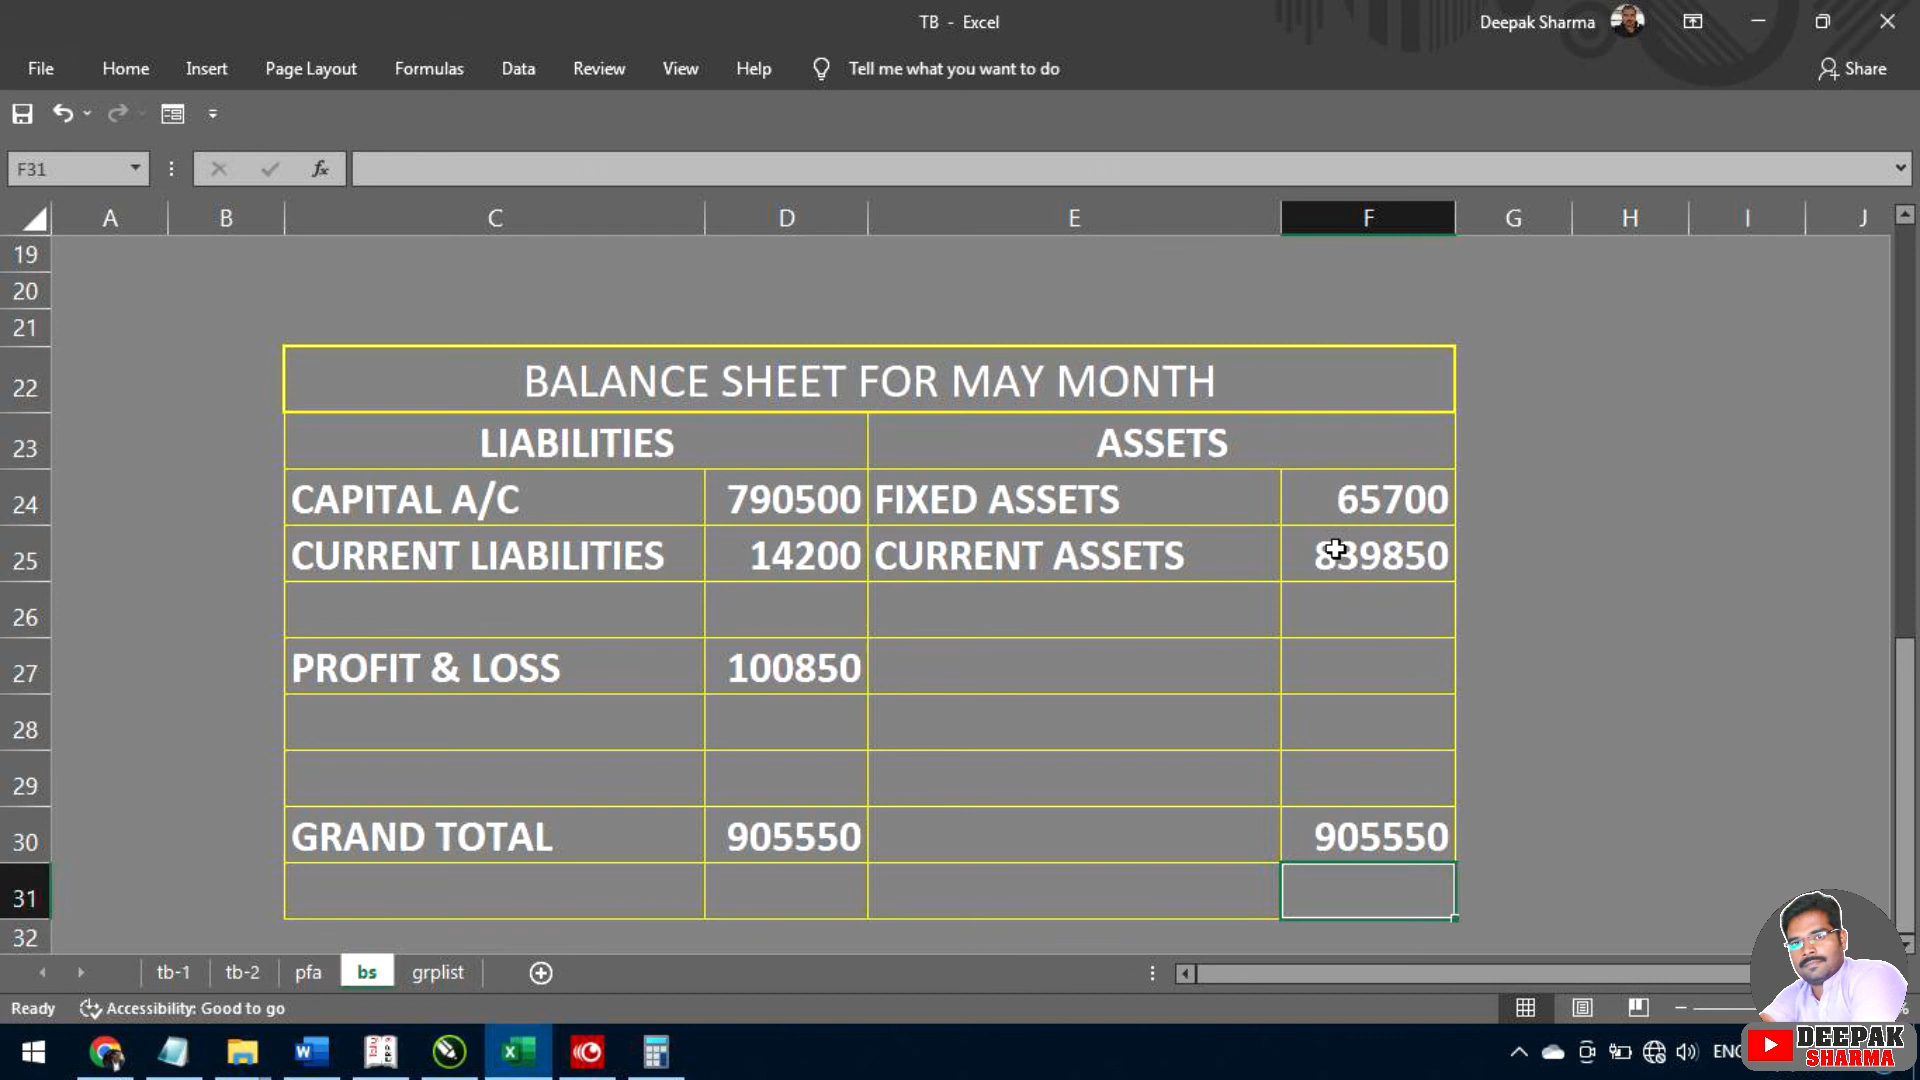 TB - Excel
Deepak Sharma
File Home Insert Page Layout Formulas Data Review View Help Tell me what you want to do Share
F31 fx
A B C D E F G H I J
19
20
21
22 BALANCE SHEET FOR MAY MONTH
23 LIABILITIES ASSETS
24 CAPITAL A/C 790500 FIXED ASSETS 65700
25 CURRENT LIABILITIES 14200 CURRENT ASSETS 839850
26
27 PROFIT & LOSS 100850
28
29
30 GRAND TOTAL 905550 905550
31
32
tb-1 tb-2 pfa bs grplist
Ready Accessibility: Good to go
ENG
DEEPAK
SHARMA